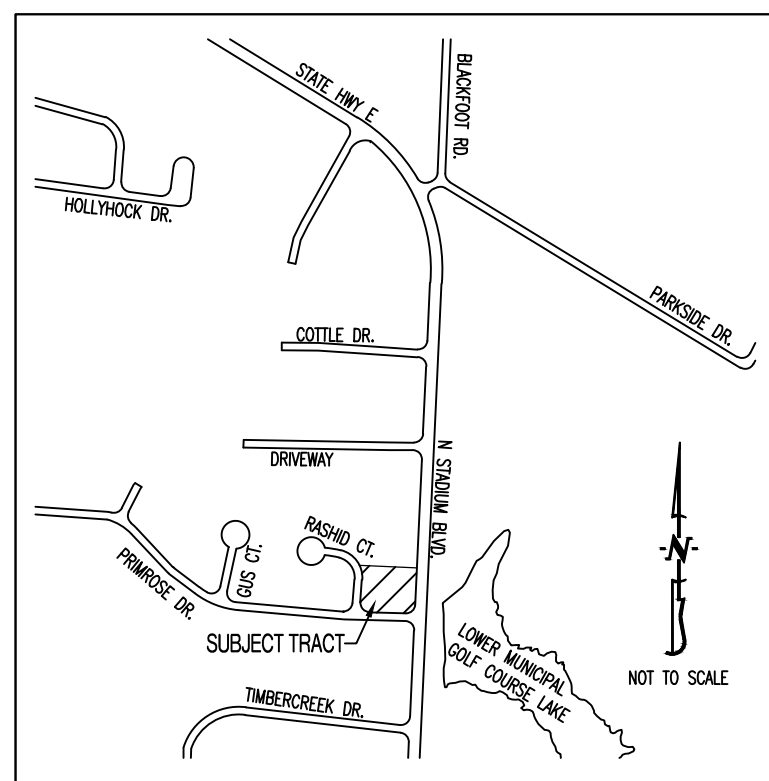 STATE HWY E
BLACKFOOT RD.
HOLLYHOCK DR.
PARKSIDE DR.
COTTLE DR.
DRIVEWAY
N STADIUM BLVD.
RASHID CT.
GUS CT.
PRIMROSE DR.
SUBJECT TRACT
LOWER MUNICIPAL
GOLF COURSE LAKE
-N-
NOT TO SCALE
TIMBERCREEK DR.